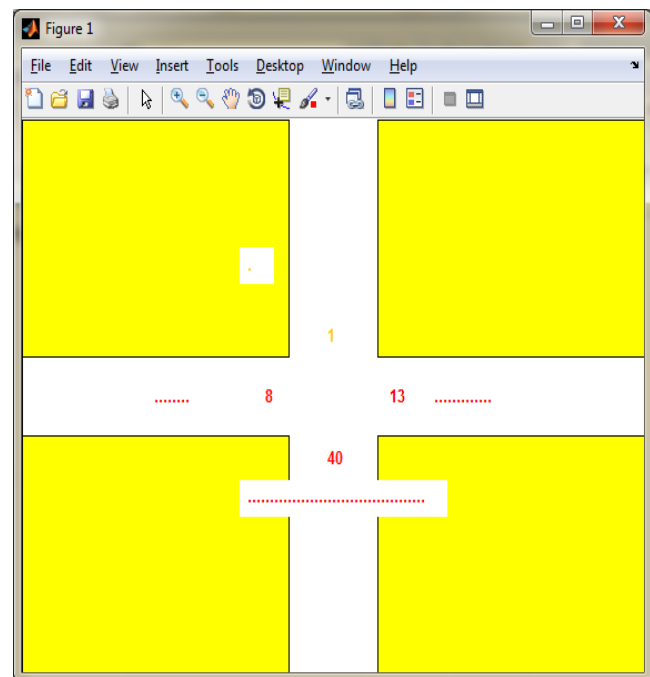 Figure 1
File Edit View Insert Tools Desktop Window Help
.
1
........ 8 13 .............
40
........................................